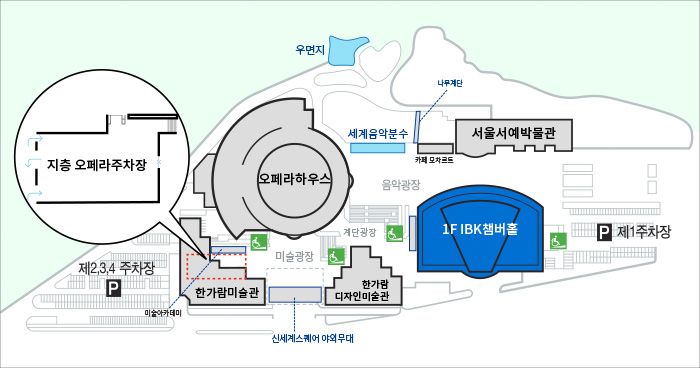 우면지
나무계단
세계음악분수
서울서예박물관
카페 모차르트
지층 오페라주차장
오페라하우스
음악광장
1F IBK챔버홀
제1주차장
P
계단광장
미술광장
제2,3,4 주차장
P
한가람미술관
한가람
디자인미술관
미술아카데미
신세계스퀘어 야외무대